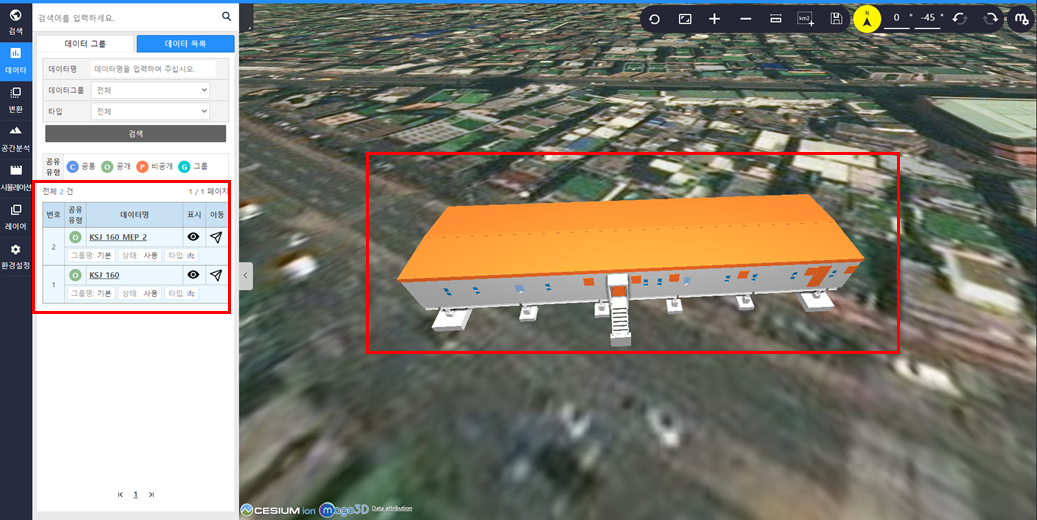 검색
데이터
변환
공간분석
시뮬레이션
레이어
환경설정
검색어를 입력하세요.
데이터 그룹
데이터 목록
데이터명
데이터명을 입력하여 주십시오.
데이터그룹
전체
타입
전체
검색
공유
유형
C 공통 O 공개 P 비공개 G 그룹
전체 2 건
1 / 1 페이지
번호
공유
유형
데이터명
표시
이동
2
O
KSJ_160_MEP_2
그룹명: 기본 상태: 사용 타입: ifc
1
O
KSJ_160
그룹명: 기본 상태: 사용 타입: ifc
1
km2
N
0 °
-45 °
CESIUM ion
mago3D
Data attribution